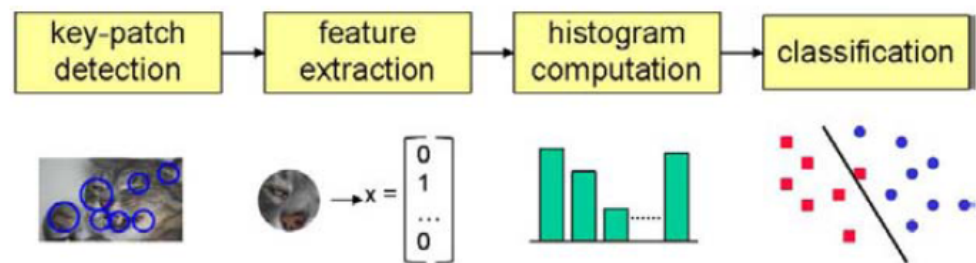 key-patch
detection
feature
extraction
histogram
computation
classification
x =
0
1
...
0
......